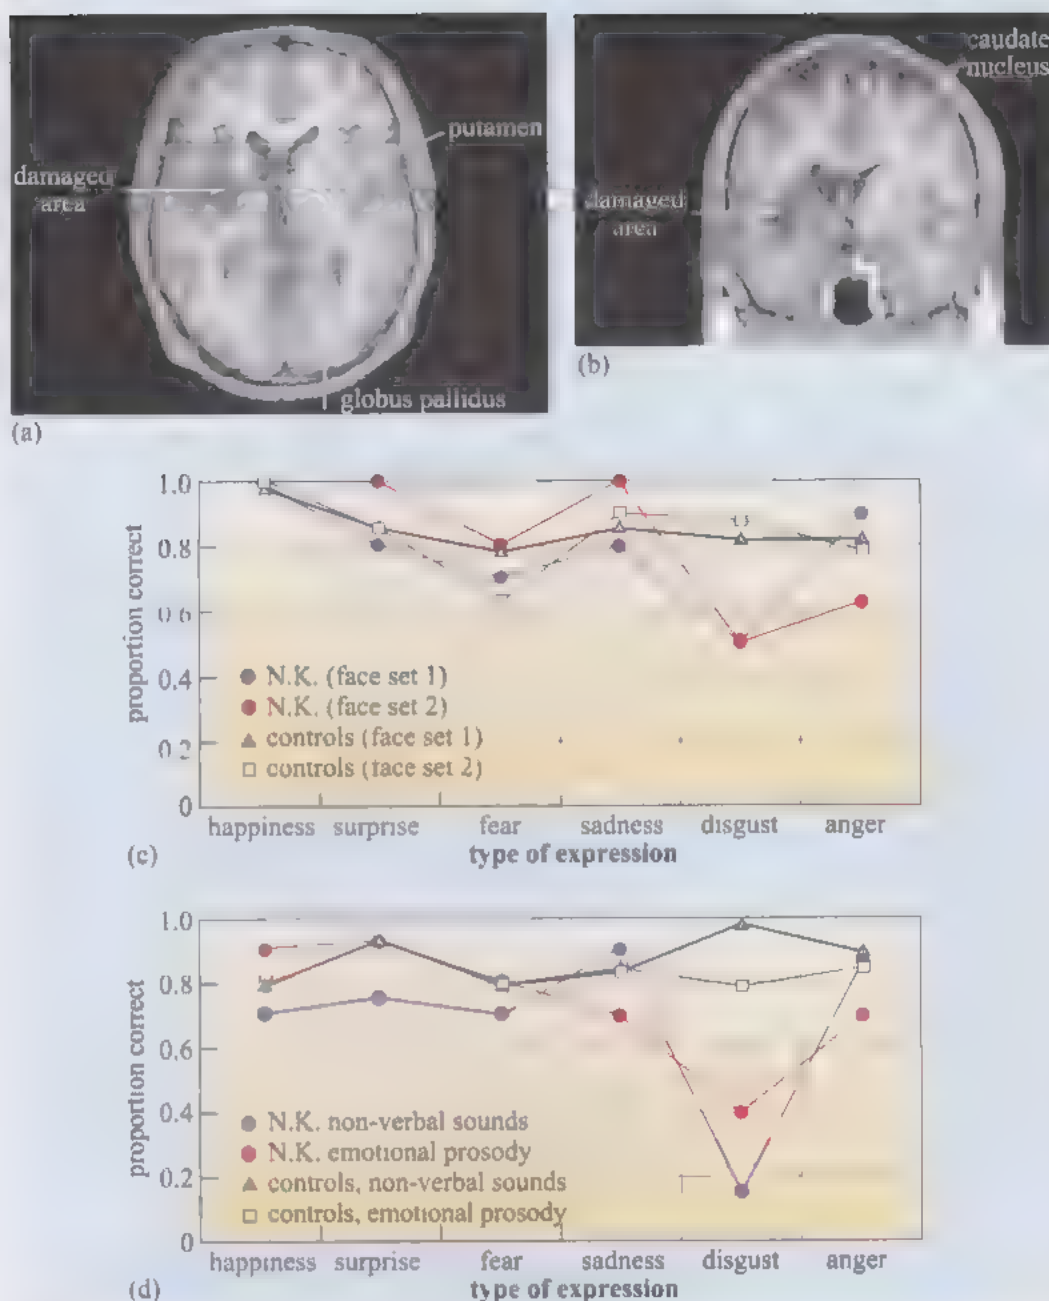 caudate
nucleus
putamen
damaged
area
damaged
area
globus pallidus
(a)
(b)
1.0
0.8
0.6
0.4
0.2
0
proportion correct
N.K. (face set 1)
N.K. (face set 2)
controls (face set 1)
controls (face set 2)
happiness surprise fear sadness disgust anger
type of expression
(c)
1.0
0.8
0.6
0.4
0.2
0
proportion correct
N.K. non-verbal sounds
N.K. emotional prosody
controls, non-verbal sounds
controls, emotional prosody
happiness surprise fear sadness disgust anger
type of expression
(d)